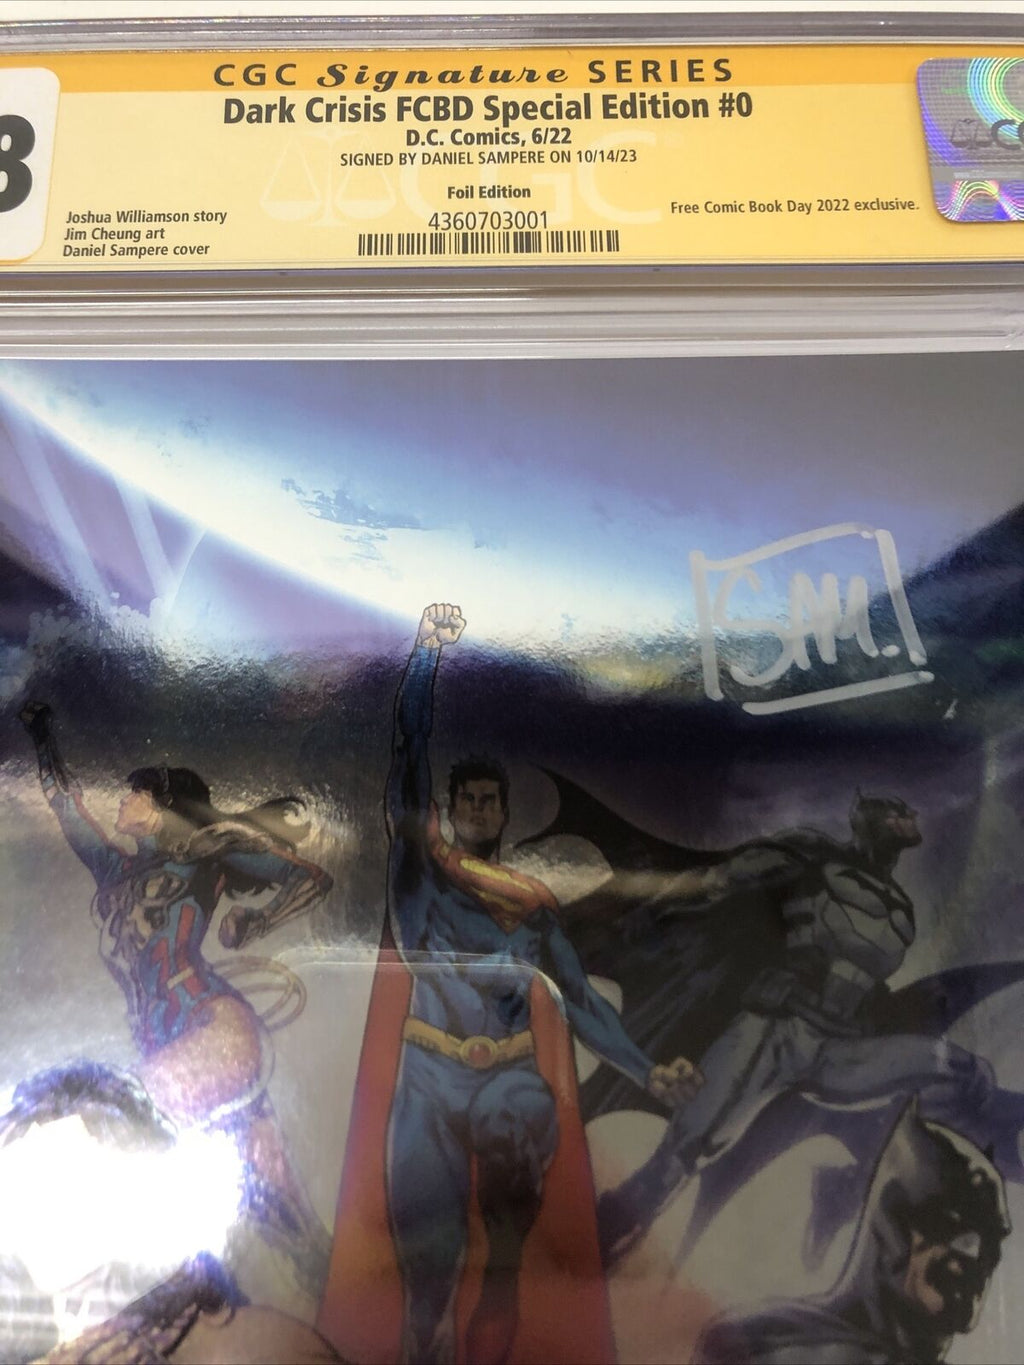 CGC Signature SERIES
Dark Crisis FCBD Special Edition #0
D.C. Comics, 6/22
SIGNED BY DANIEL SAMPERE ON 10/14/23
Foil Edition
8
Joshua Williamson story
Jim Cheung art
Daniel Sampere cover
4360703001
Free Comic Book Day 2022 exclusive.
CGC
SAM.